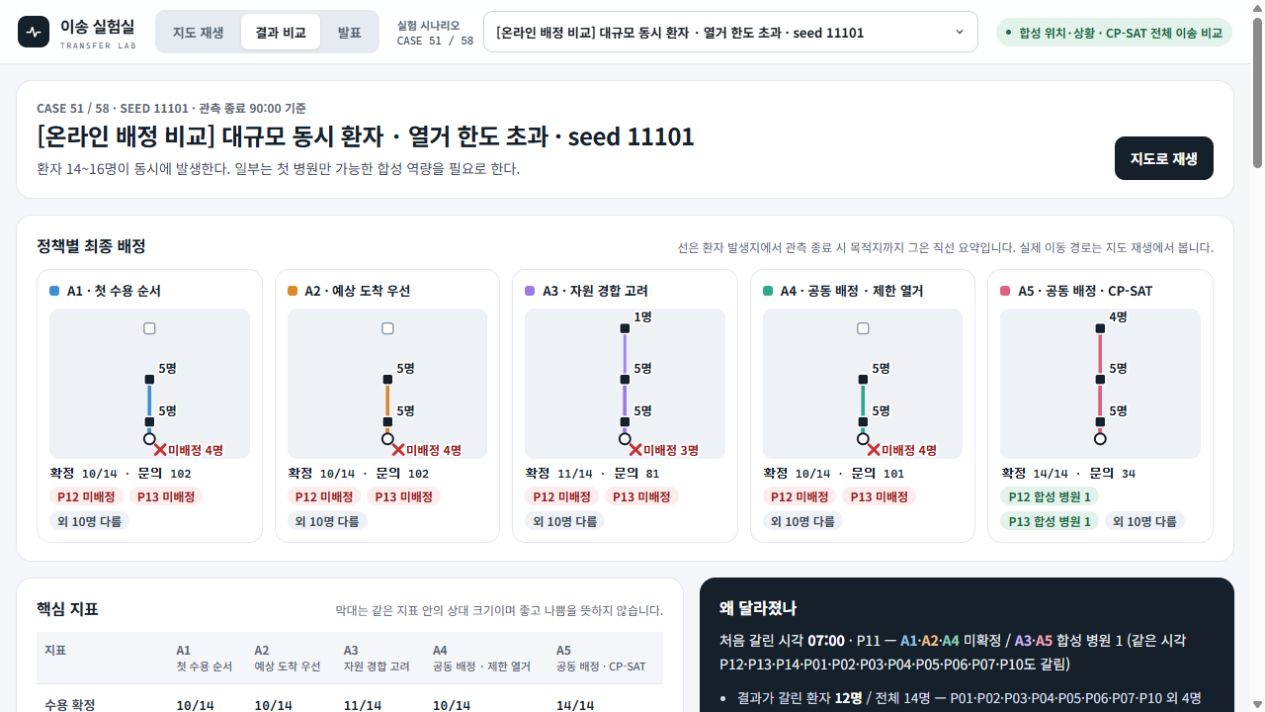 이송 실험실
TRANSFER LAB
지도 재생
결과 비교
발표
실험 시나리오
CASE 51 / 58
[온라인 배정 비교] 대규모 동시 환자 · 열거 한도 초과 · seed 11101
합성 위치·상황 · CP-SAT 전체 이송 비교
CASE 51 / 58 · SEED 11101 · 관측 종료 90:00 기준
[온라인 배정 비교] 대규모 동시 환자 · 열거 한도 초과 · seed 11101
환자 14~16명이 동시에 발생한다. 일부는 첫 병원만 가능한 합성 역량을 필요로 한다.
지도로 재생
정책별 최종 배정
선은 환자 발생지에서 관측 종료 시 목적지까지 그은 직선 요약입니다. 실제 이동 경로는 지도 재생에서 봅니다.
A1 · 첫 수용 순서
5명
5명
미배정 4명
확정 10/14 · 문의 102
P12 미배정 P13 미배정
외 10명 다름
A2 · 예상 도착 우선
5명
5명
미배정 4명
확정 10/14 · 문의 102
P12 미배정 P13 미배정
외 10명 다름
A3 · 자원 경합 고려
1명
5명
5명
미배정 3명
확정 11/14 · 문의 81
P12 미배정 P13 미배정
외 10명 다름
A4 · 공동 배정 · 제한 열거
5명
5명
미배정 4명
확정 10/14 · 문의 101
P12 미배정 P13 미배정
외 10명 다름
A5 · 공동 배정 · CP-SAT
4명
5명
5명
확정 14/14 · 문의 34
P12 합성 병원 1
P13 합성 병원 1 외 10명 다름
핵심 지표
막대는 같은 지표 안의 상대 크기이며 좋고 나쁨을 뜻하지 않습니다.
지표 A1 A2 A3 A4 A5
첫 수용 순서 예상 도착 우선 자원 경합 고려 공동 배정 · 제한 열거 공동 배정 · CP-SAT
수용 확정 10/14 10/14 11/14 10/14 14/14
왜 달라졌나
처음 갈린 시각 07:00 · P11 — A1·A2·A4 미확정 / A3·A5 합성 병원 1 (같은 시각
P12·P13·P14·P01·P02·P03·P04·P05·P06·P07·P10도 갈림)
• 결과가 갈린 환자 12명 / 전체 14명 — P01·P02·P03·P04·P05·P06·P07·P10 외 4명